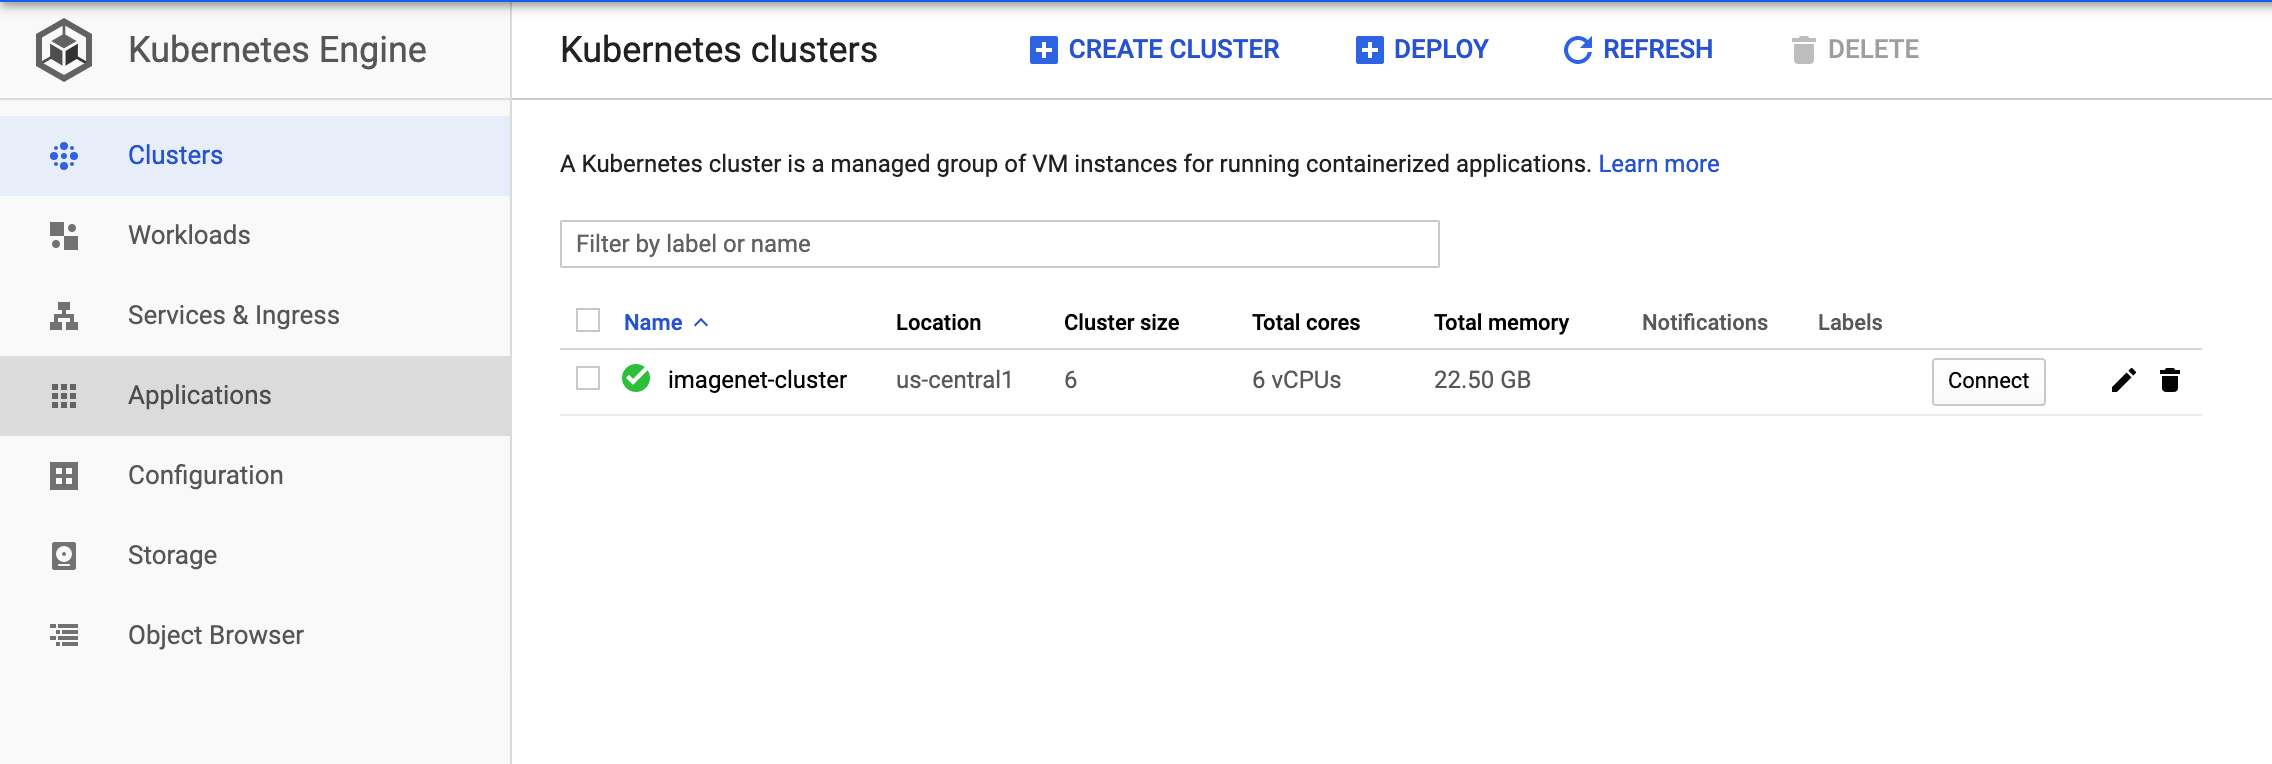 Kubernetes Engine
Kubernetes clusters
CREATE CLUSTER
DEPLOY
REFRESH
DELETE
Clusters
Workloads
Services & Ingress
Applications
Configuration
Storage
Object Browser
A Kubernetes cluster is a managed group of VM instances for running containerized applications. Learn more
Filter by label or name
Name Location Cluster size Total cores Total memory Notifications Labels
imagenet-cluster us-central1 6 6 vCPUs 22.50 GB Connect